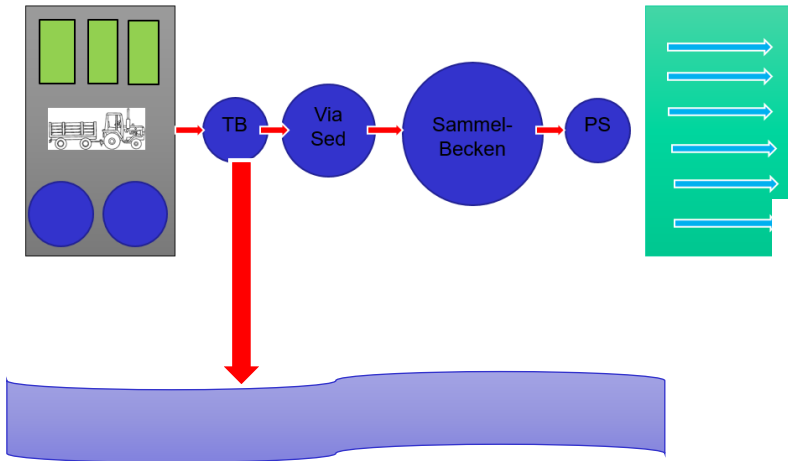 TB
Via
Sed
Sammel-
Becken
PS